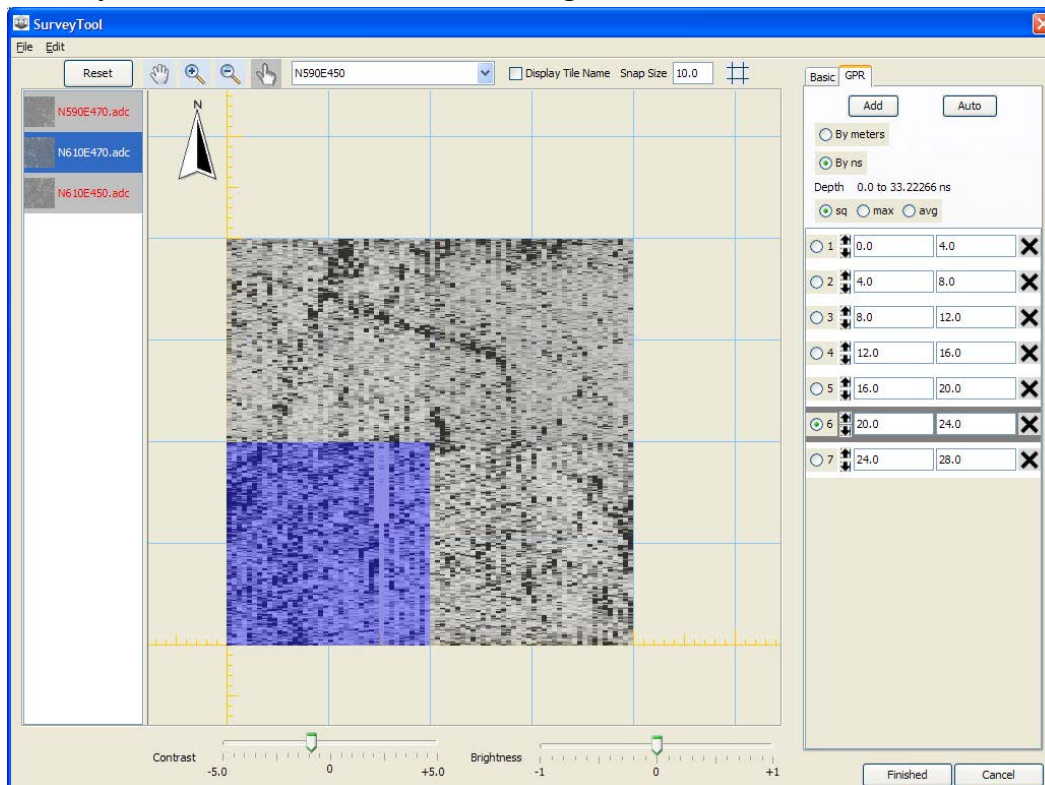 SurveyTool
File Edit
Reset N590E450 Display Tile Name Snap Size 10.0
Basic GPR
N590E470.adc
N610E470.adc
N610E450.adc
N
Add Auto
By meters
By ns
Depth 0.0 to 33.22266 ns
sq max avg
1 0.0 4.0
2 4.0 8.0
3 8.0 12.0
4 12.0 16.0
5 16.0 20.0
6 20.0 24.0
7 24.0 28.0
Contrast -5.0 0 +5.0
Brightness -1 0 +1
Finished Cancel